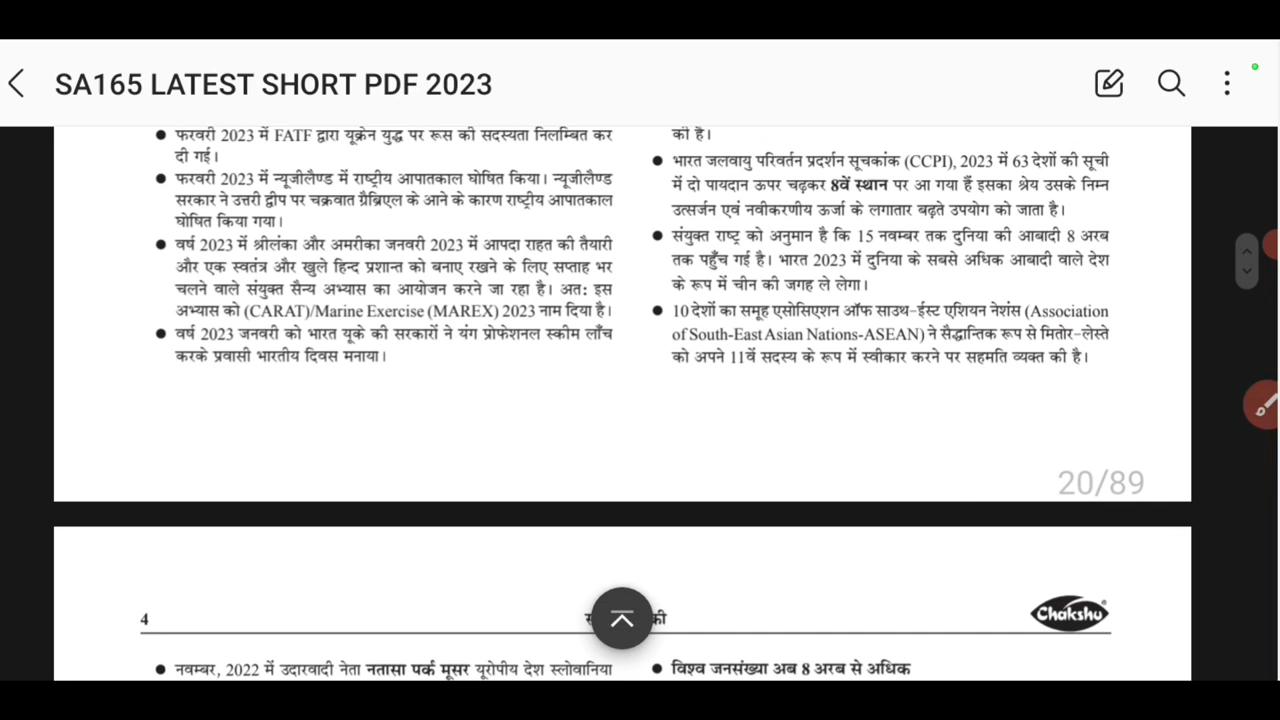 SA165 LATEST SHORT PDF 2023
● फरवरी 2023 में FATF द्वारा यूक्रेन युद्ध पर रूस की सदस्यता निलम्बित कर
दी गई।
● फरवरी 2023 में न्यूजीलैण्ड में राष्ट्रीय आपातकाल घोषित किया। न्यूजीलैण्ड
सरकार ने उत्तरी द्वीप पर चक्रवात ग्रैब्रिएल के आने के कारण राष्ट्रीय आपातकाल
घोषित किया गया।
● वर्ष 2023 में श्रीलंका और अमरीका जनवरी 2023 में आपदा राहत की तैयारी
और एक स्वतंत्र और खुले हिन्द प्रशान्त को बनाए रखने के लिए सप्ताह भर
चलने वाले संयुक्त सैन्य अभ्यास का आयोजन करने जा रहा है। अत: इस
अभ्यास को (CARAT)/Marine Exercise (MAREX) 2023 नाम दिया है।
● वर्ष 2023 जनवरी को भारत यूके की सरकारों ने यंग प्रोफेशनल स्कीम लाँच
करके प्रवासी भारतीय दिवस मनाया।
की है।
● भारत जलवायु परिवर्तन प्रदर्शन सूचकांक (CCPI), 2023 में 63 देशों की सूची
में दो पायदान ऊपर चढ़कर 8वें स्थान पर आ गया हैं इसका श्रेय उसके निम्न
उत्सर्जन एवं नवीकरणीय ऊर्जा के लगातार बढ़ते उपयोग को जाता है।
● संयुक्त राष्ट्र को अनुमान है कि 15 नवम्बर तक दुनिया की आबादी 8 अरब
तक पहुँच गई है। भारत 2023 में दुनिया के सबसे अधिक आबादी वाले देश
के रूप में चीन की जगह ले लेगा।
● 10 देशों का समूह एसोसिएशन ऑफ साउथ-ईस्ट एशियन नेशंस (Association
of South-East Asian Nations-ASEAN) ने सैद्धान्तिक रूप से मितोर-लेस्ते
को अपने 11वें सदस्य के रूप में स्वीकार करने पर सहमति व्यक्त की है।
20/89
4
की
Chakshu
● नवम्बर, 2022 में उदारवादी नेता नतासा पर्क मूसर यूरोपीय देश स्लोवानिया
● विश्व जनसंख्या अब 8 अरब से अधिक